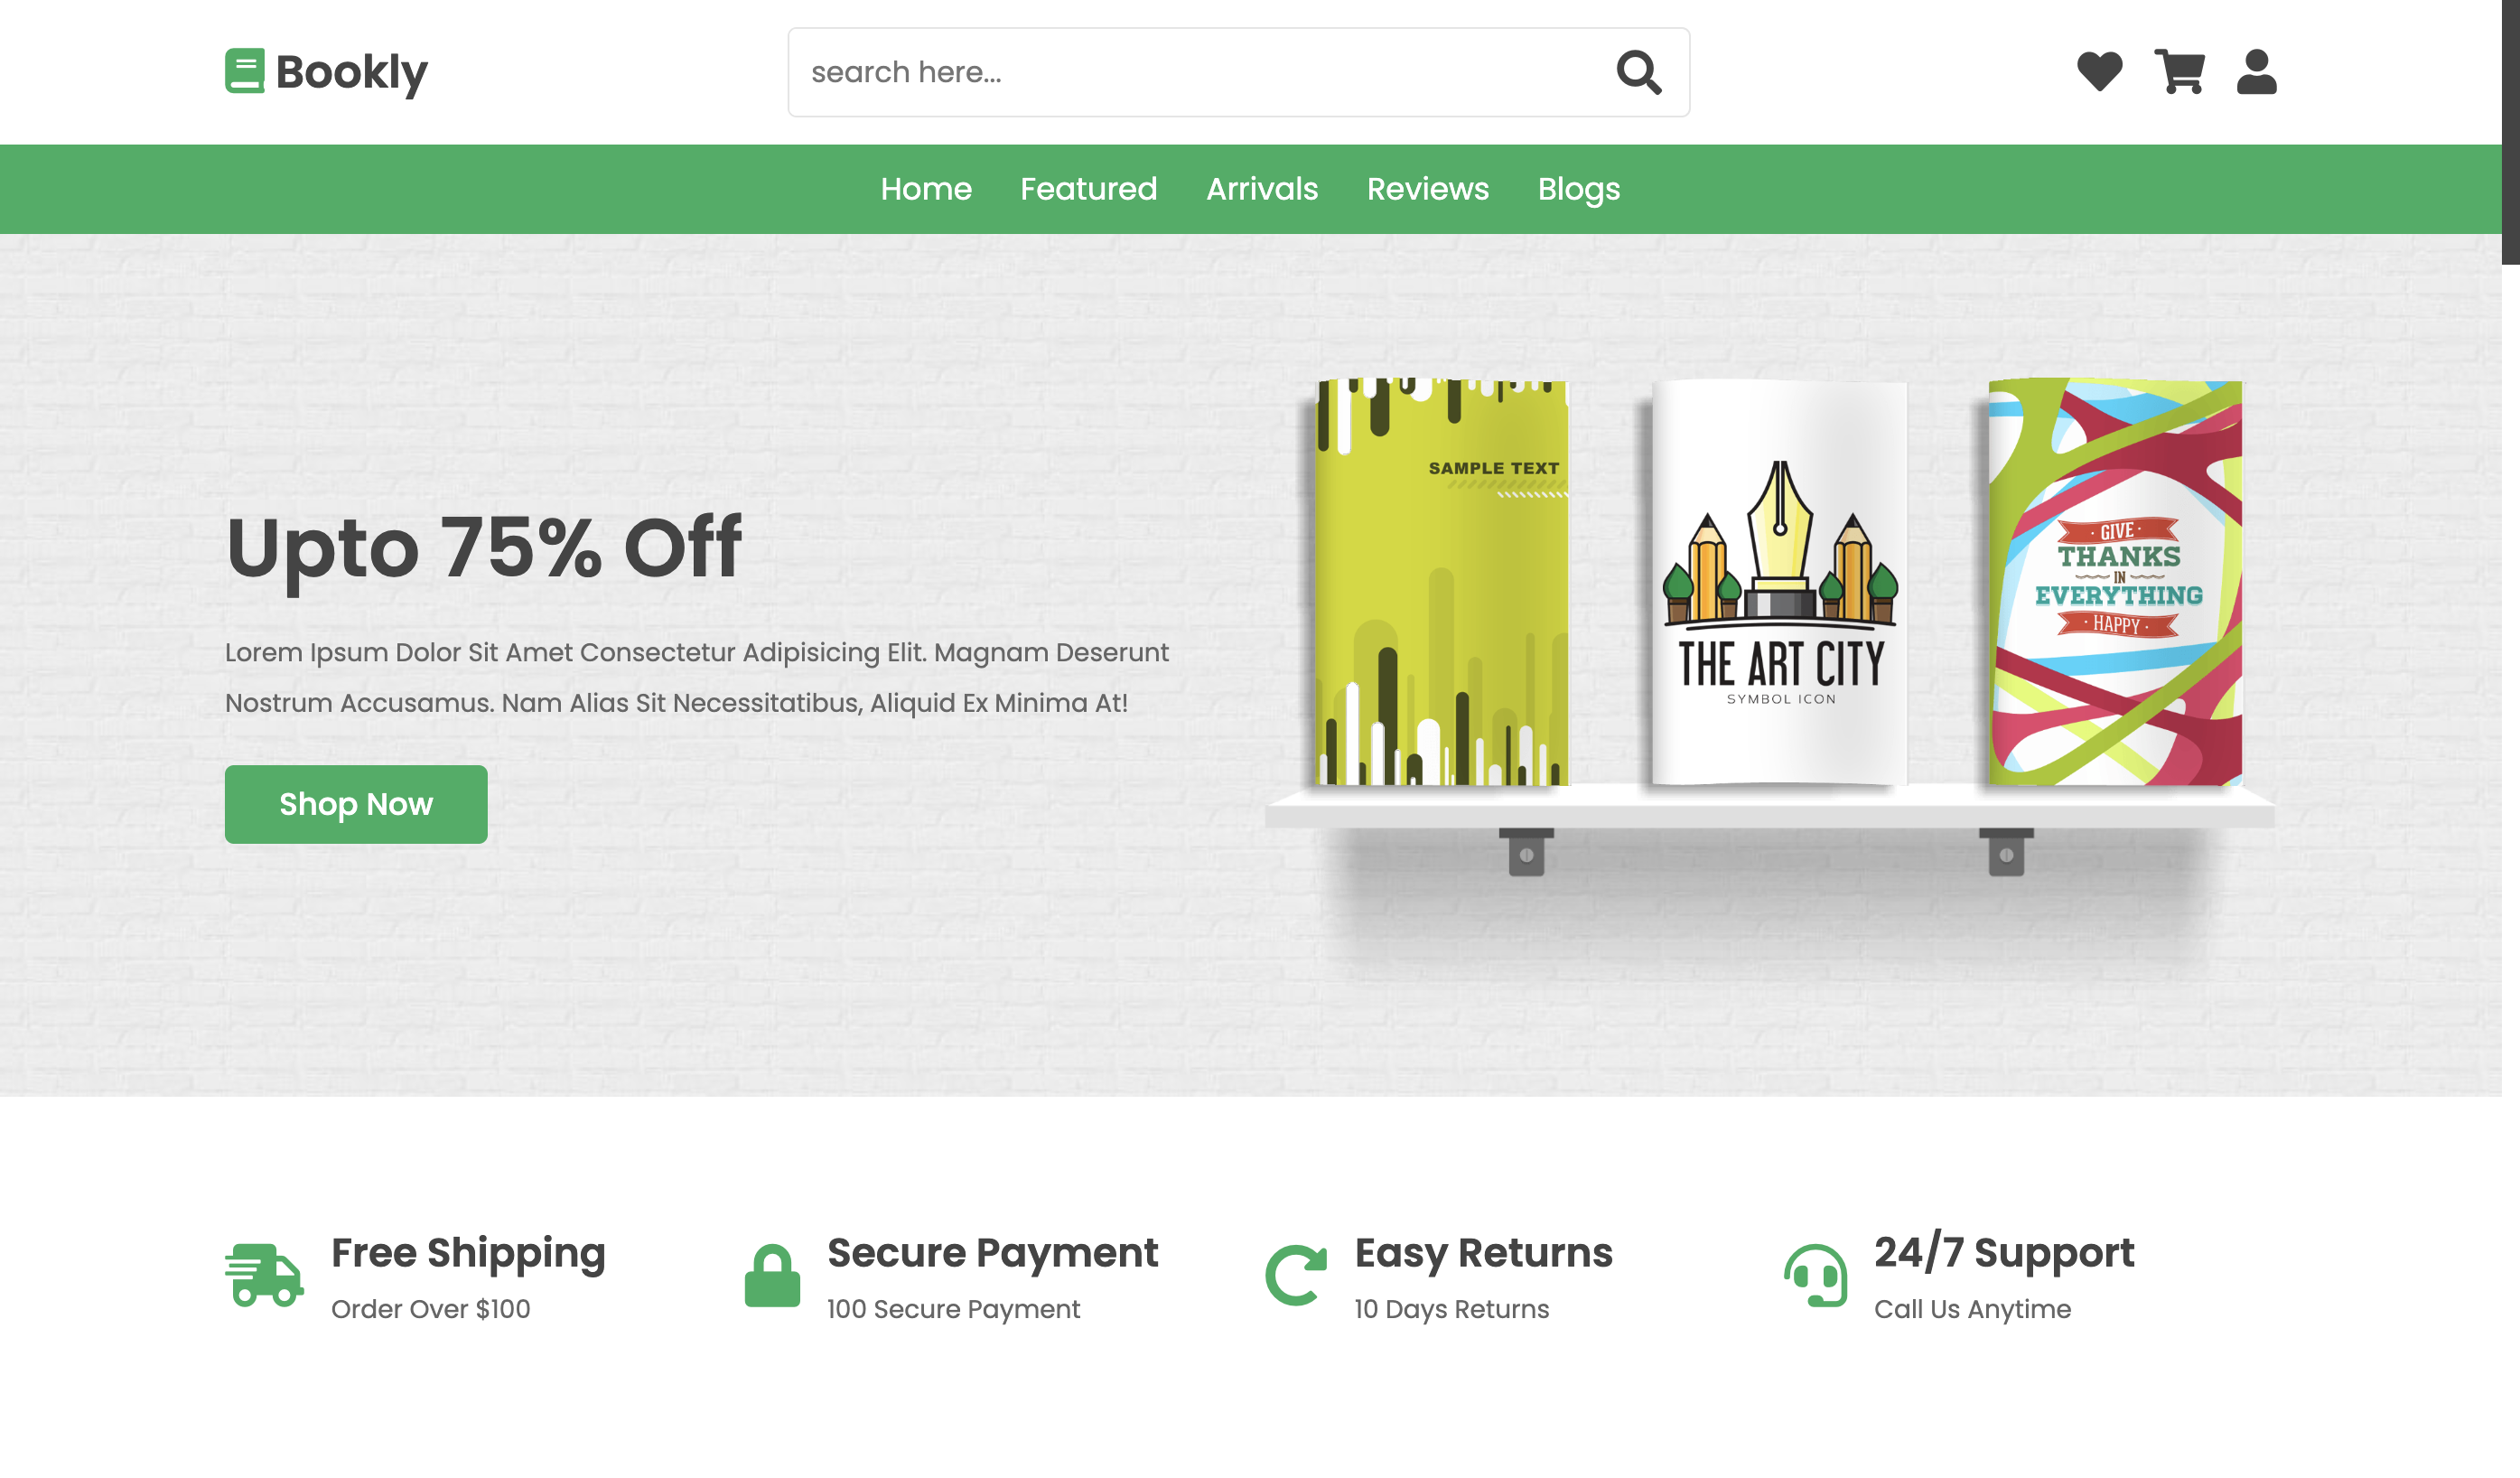 Bookly
search here...
Home Featured Arrivals Reviews Blogs
SAMPLE TEXT
THE ART CITY
SYMBOL ICON
· GIVE ·
THANKS
IN
EVERYTHING
· HAPPY ·
Upto 75% Off
Lorem Ipsum Dolor Sit Amet Consectetur Adipisicing Elit. Magnam Deserunt
Nostrum Accusamus. Nam Alias Sit Necessitatibus, Aliquid Ex Minima At!
Shop Now
Free Shipping
Order Over $100
Secure Payment
100 Secure Payment
Easy Returns
10 Days Returns
24/7 Support
Call Us Anytime